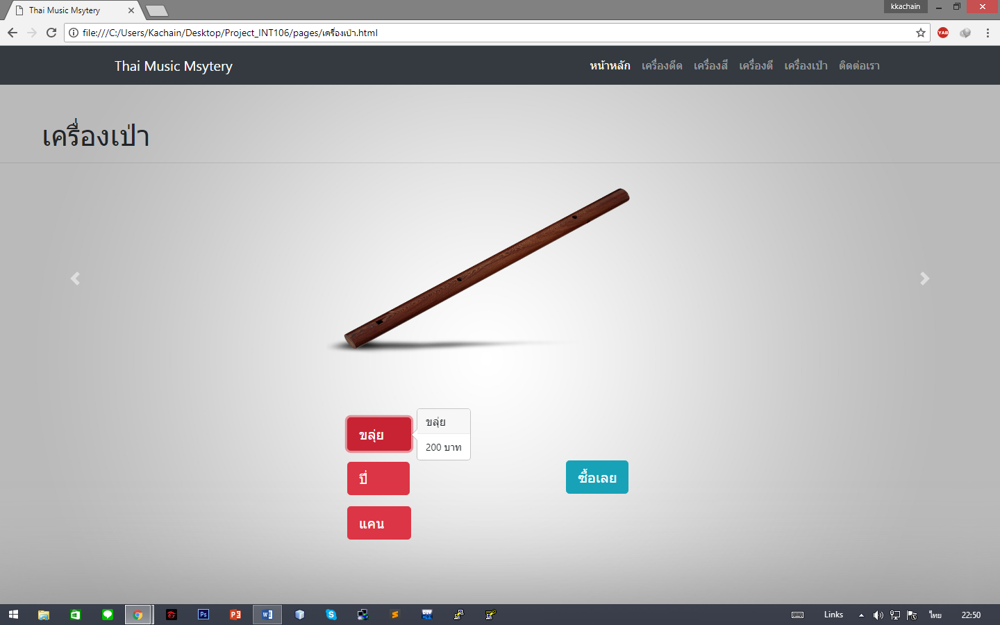 Thai Music Msytery
kkachain
file:///C:/Users/Kachain/Desktop/Project_INT106/pages/เครื่องเป่า.html
YAB
Thai Music Msytery
หน้าหลัก เครื่องดีด เครื่องสี เครื่องตี เครื่องเป่า ติดต่อเรา
เครื่องเป่า
ขลุ่ย
ขลุ่ย
200 บาท
ปี่
ซื้อเลย
แคน
Links
ไทย
22:50